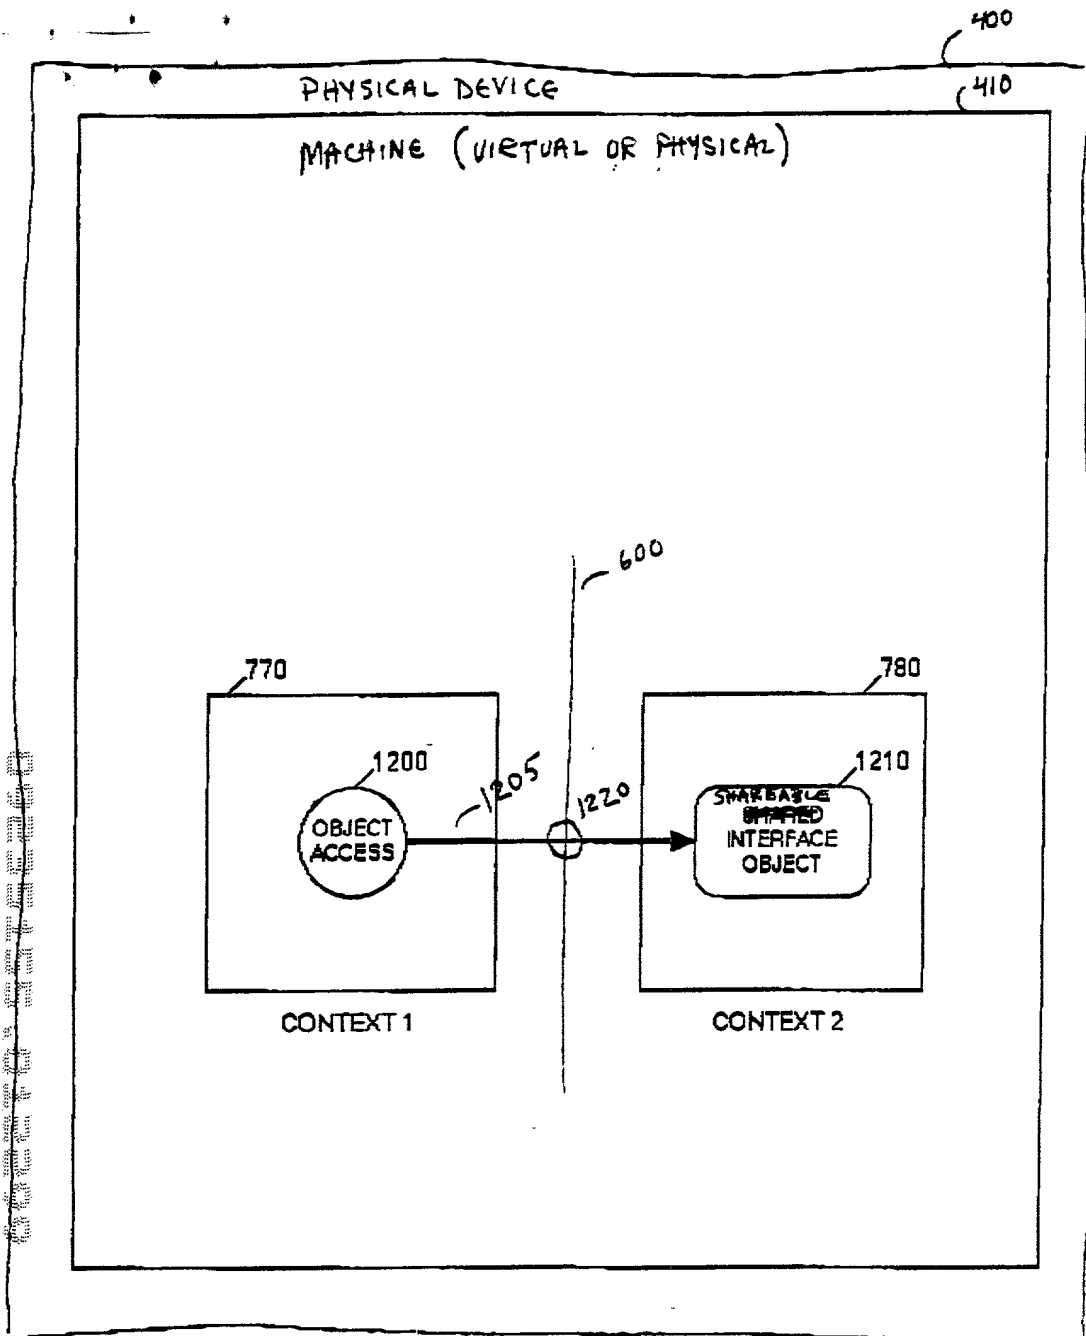 400
PHYSICAL DEVICE
410
MACHINE (VIRTUAL OR PHYSICAL)
600
770
780
1200
1205
1220
1210
OBJECT
ACCESS
SHAREABLE
SHARED
INTERFACE
OBJECT
CONTEXT 1
CONTEXT 2